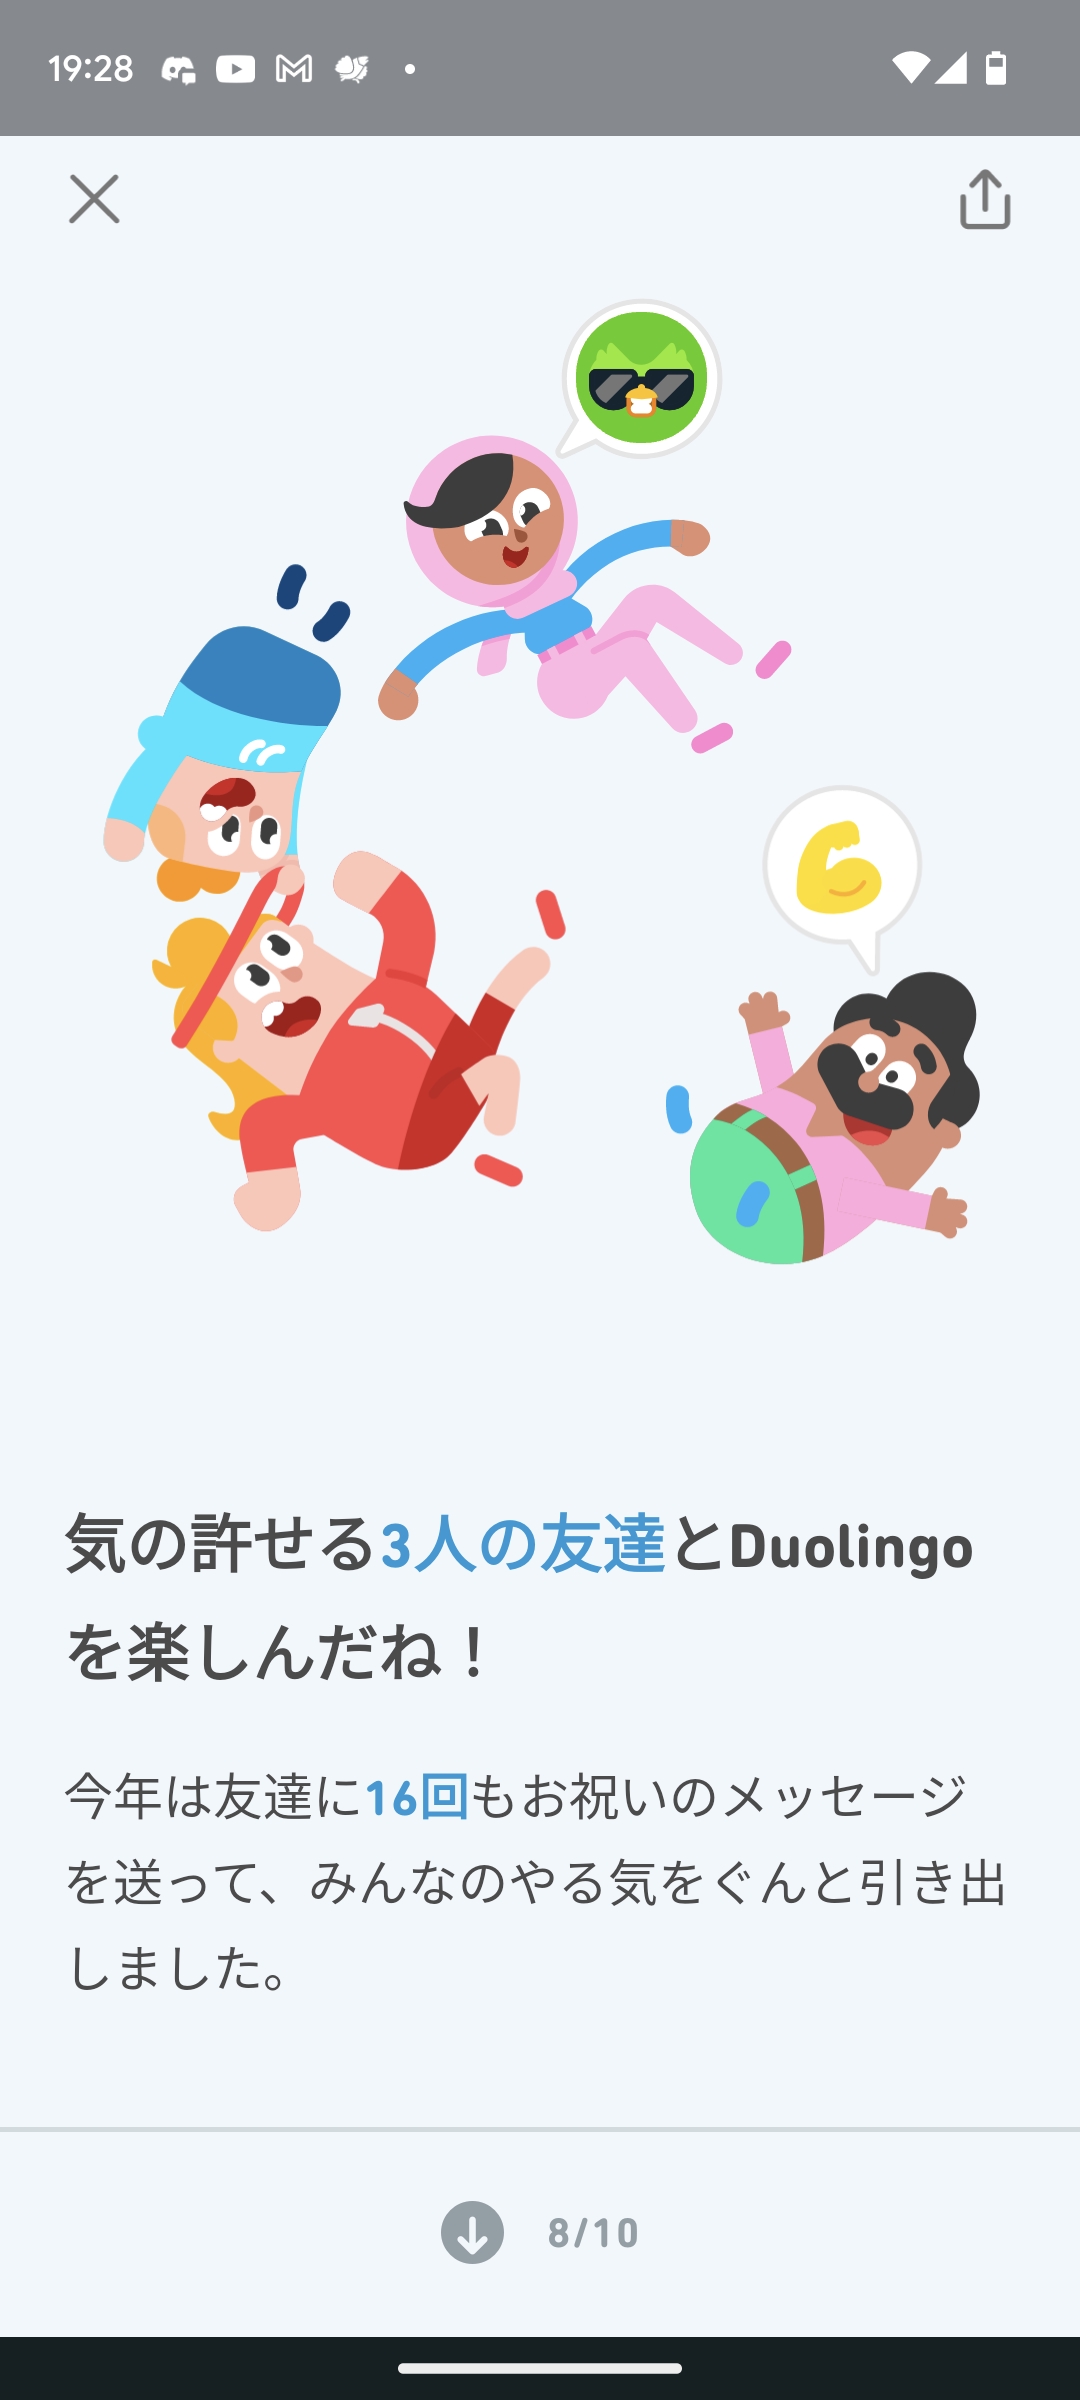 19:28
気の許せる3人の友達とDuolingo
を楽しんだね！
今年は友達に16回もお祝いのメッセージ
を送って、みんなのやる気をぐんと引き出
しました。
8/10